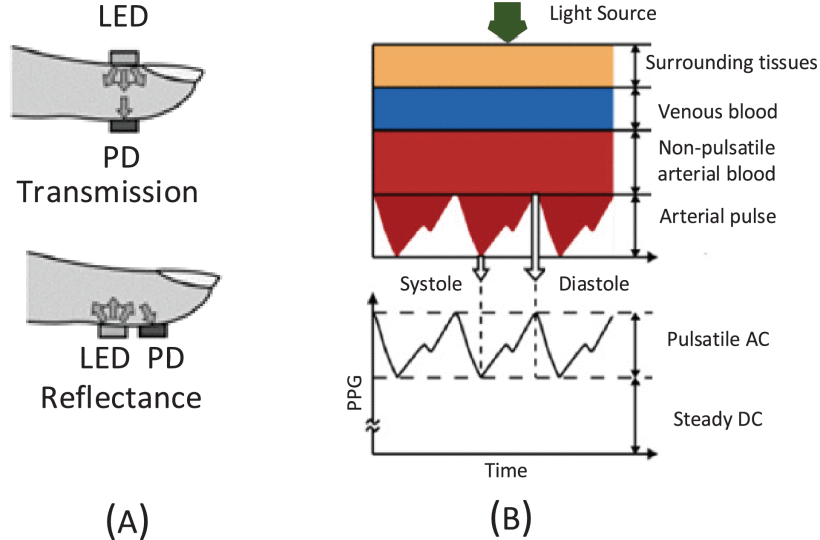 LED
PD
Transmission
LED PD
Reflectance
(A)
Light Source
Surrounding tissues
Venous blood
Non-pulsatile
arterial blood
Arterial pulse
Systole
Diastole
Pulsatile AC
Steady DC
PPG
Time
(B)